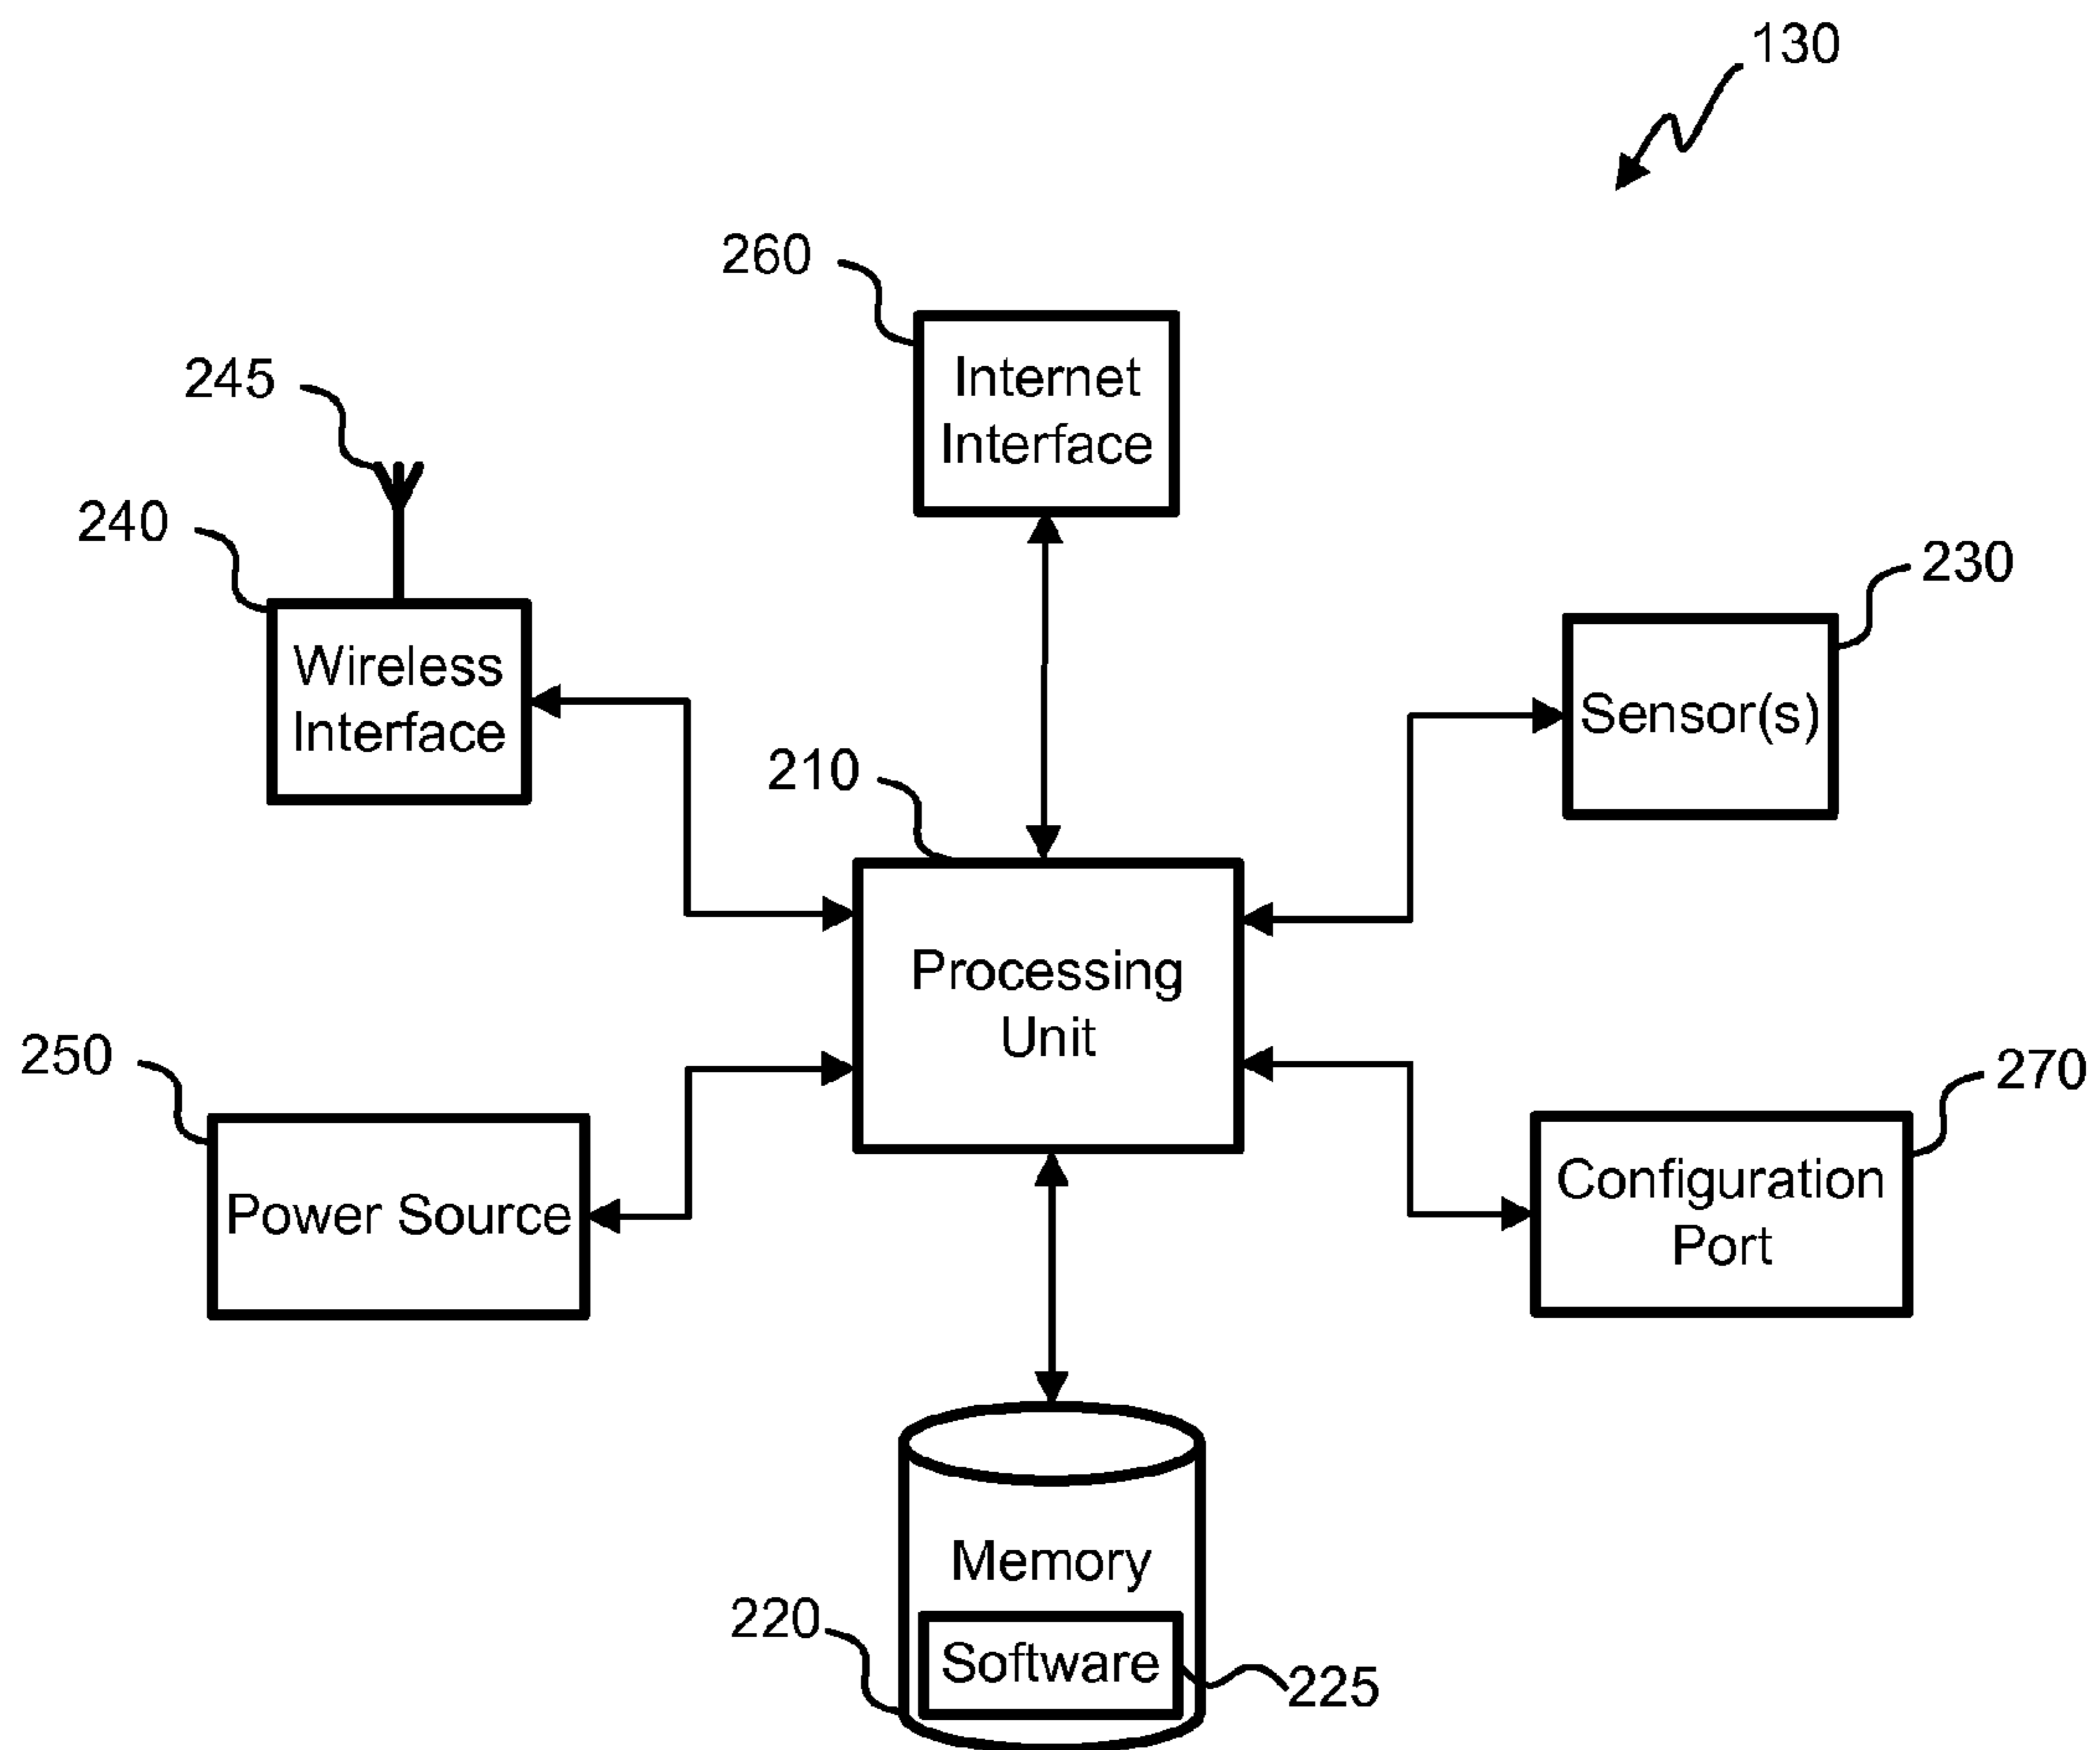 130
260
Internet
Interface
245
240
Wireless
Interface
230
Sensor(s)
210
Processing
Unit
250
Power Source
270
Configuration
Port
Memory
220
Software
225